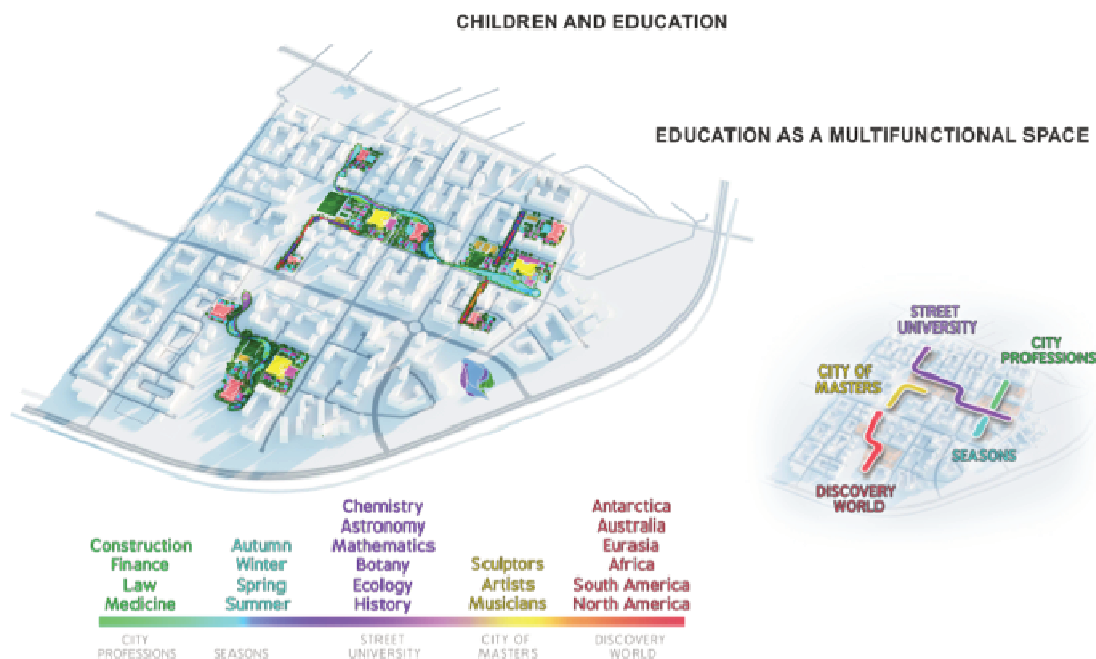 CHILDREN AND EDUCATION
EDUCATION AS A MULTIFUNCTIONAL SPACE
STREET
UNIVERSITY
CITY
PROFESSIONS
CITY OF
MASTERS
SEASONS
DISCOVERY
WORLD
Construction
Finance
Law
Medicine
Autumn
Winter
Spring
Summer
Chemistry
Astronomy
Mathematics
Botany
Ecology
History
Sculptors
Artists
Musicians
Antarctica
Australia
Eurasia
Africa
South America
North America
CITY
PROFESSIONS
SEASONS
STREET
UNIVERSITY
CITY OF
MASTERS
DISCOVERY
WORLD